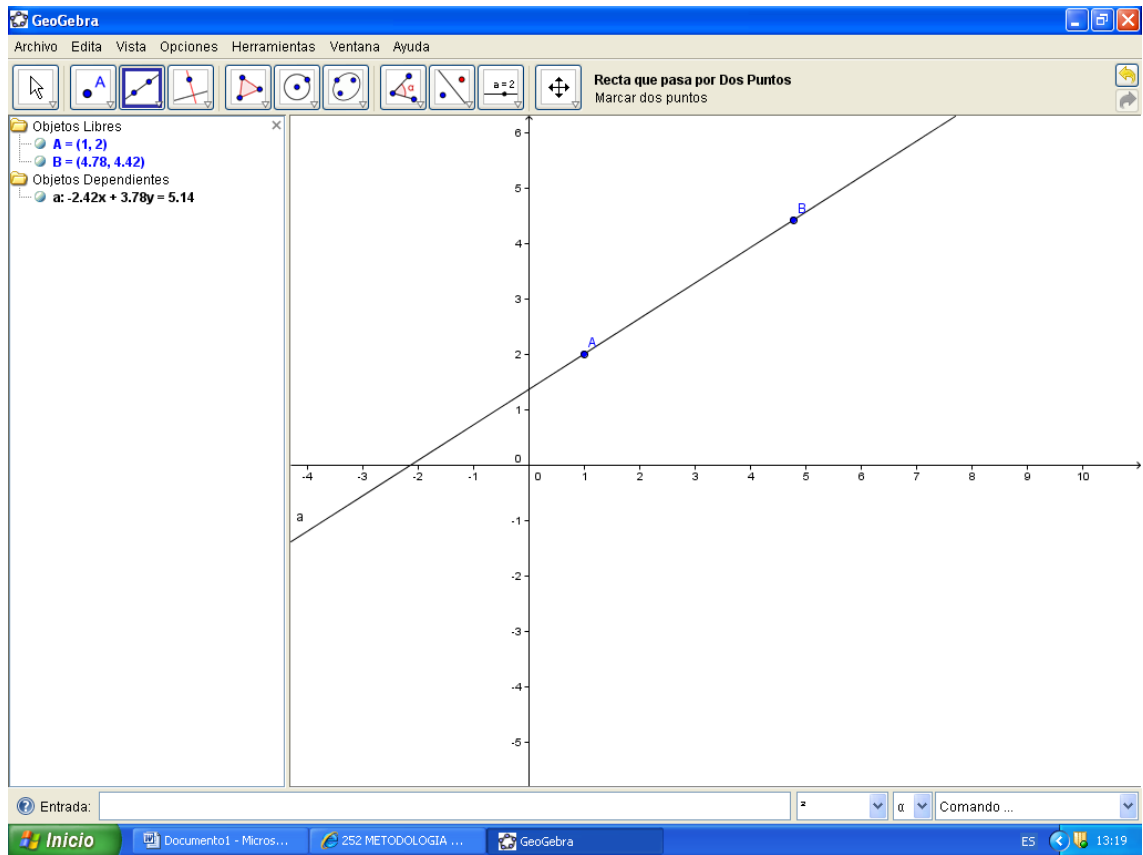 GeoGebra
Archivo Edita Vista Opciones Herramientas Ventana Ayuda
A
α
a = 2
Recta que pasa por Dos Puntos
Marcar dos puntos
Objetos Libres
A = (1, 2)
B = (4.78, 4.42)
Objetos Dependientes
a: -2.42x + 3.78y = 5.14
6
5
B
4
3
A
2
1
0
-4 -3 -2 -1 0 1 2 3 4 5 6 7 8 9 10
a
-1
-2
-3
-4
-5
Entrada:
²
α
Comando ...
Inicio
Documento1 - Micros...
252 METODOLOGIA ...
GeoGebra
ES
13:19